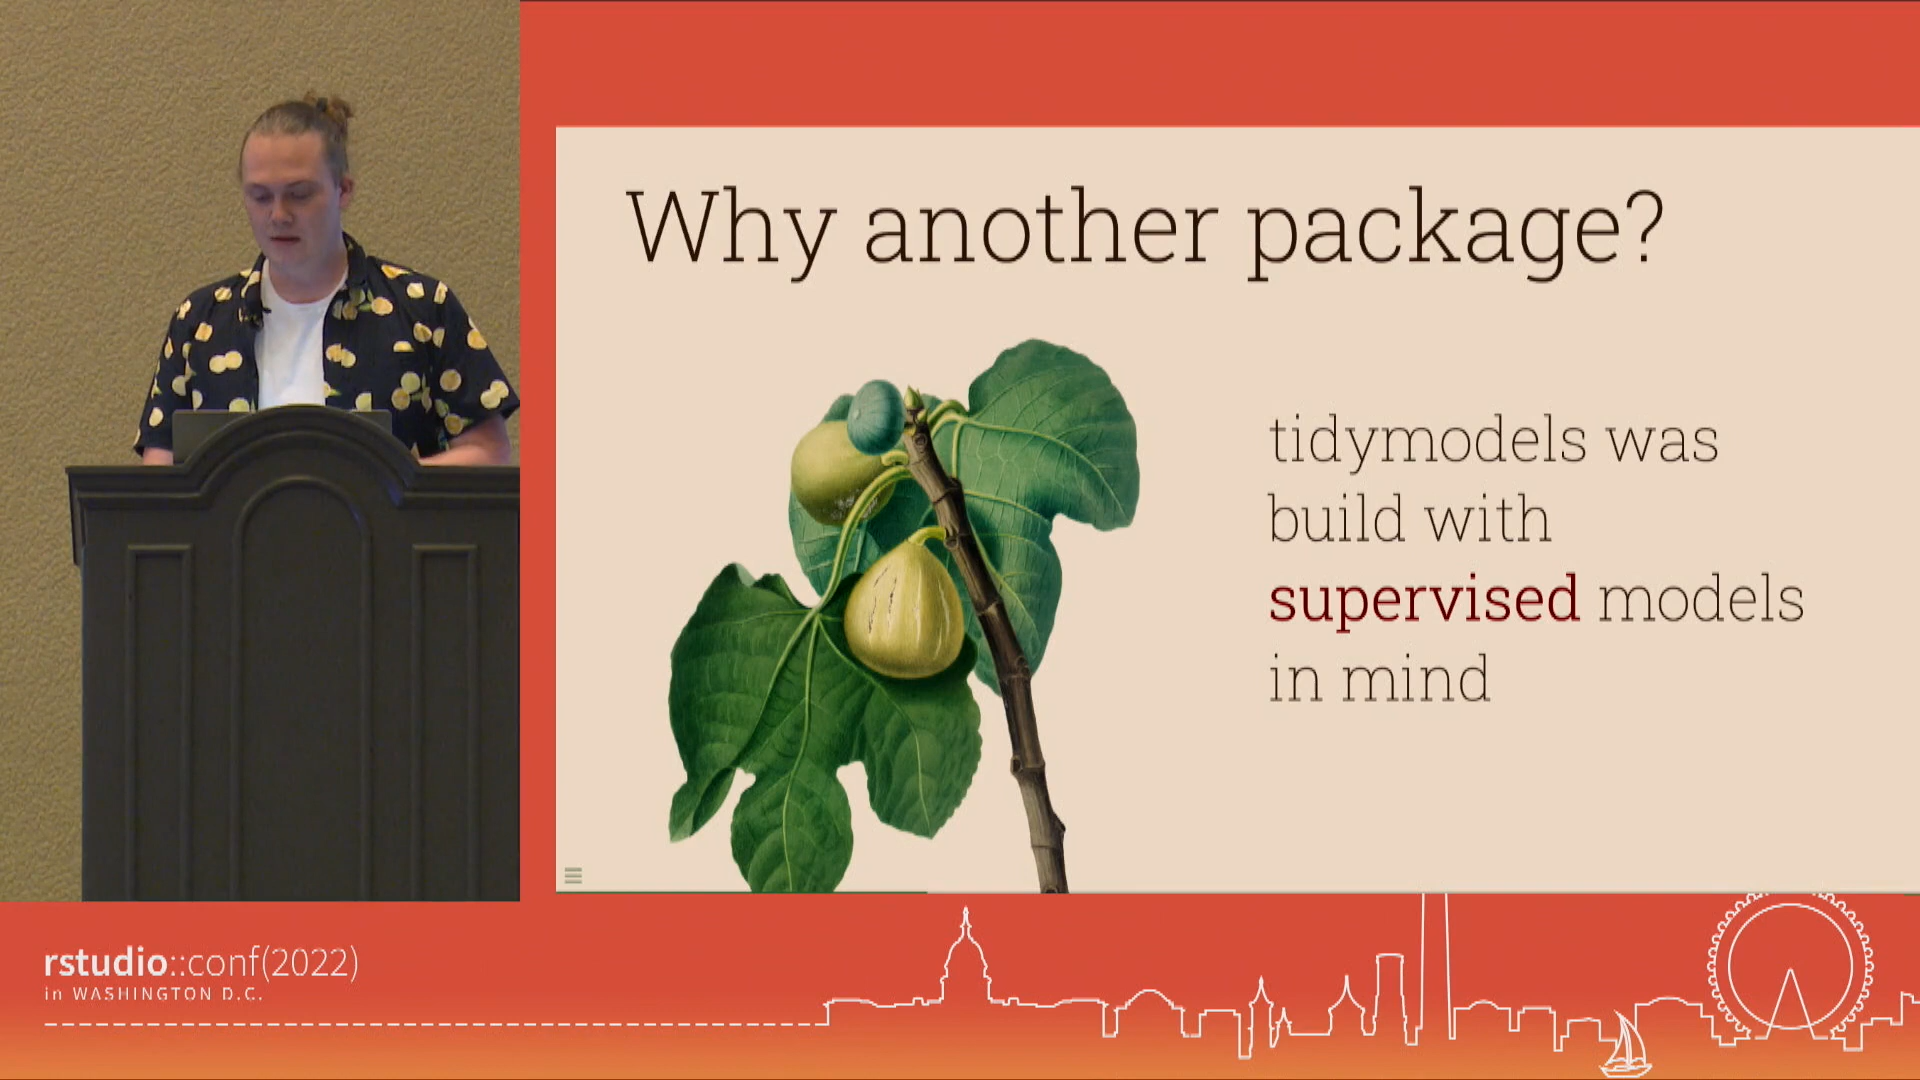 Why another package?
tidymodels was
build with
supervised models
in mind
rstudio::conf(2022)
in WASHINGTON D.C.